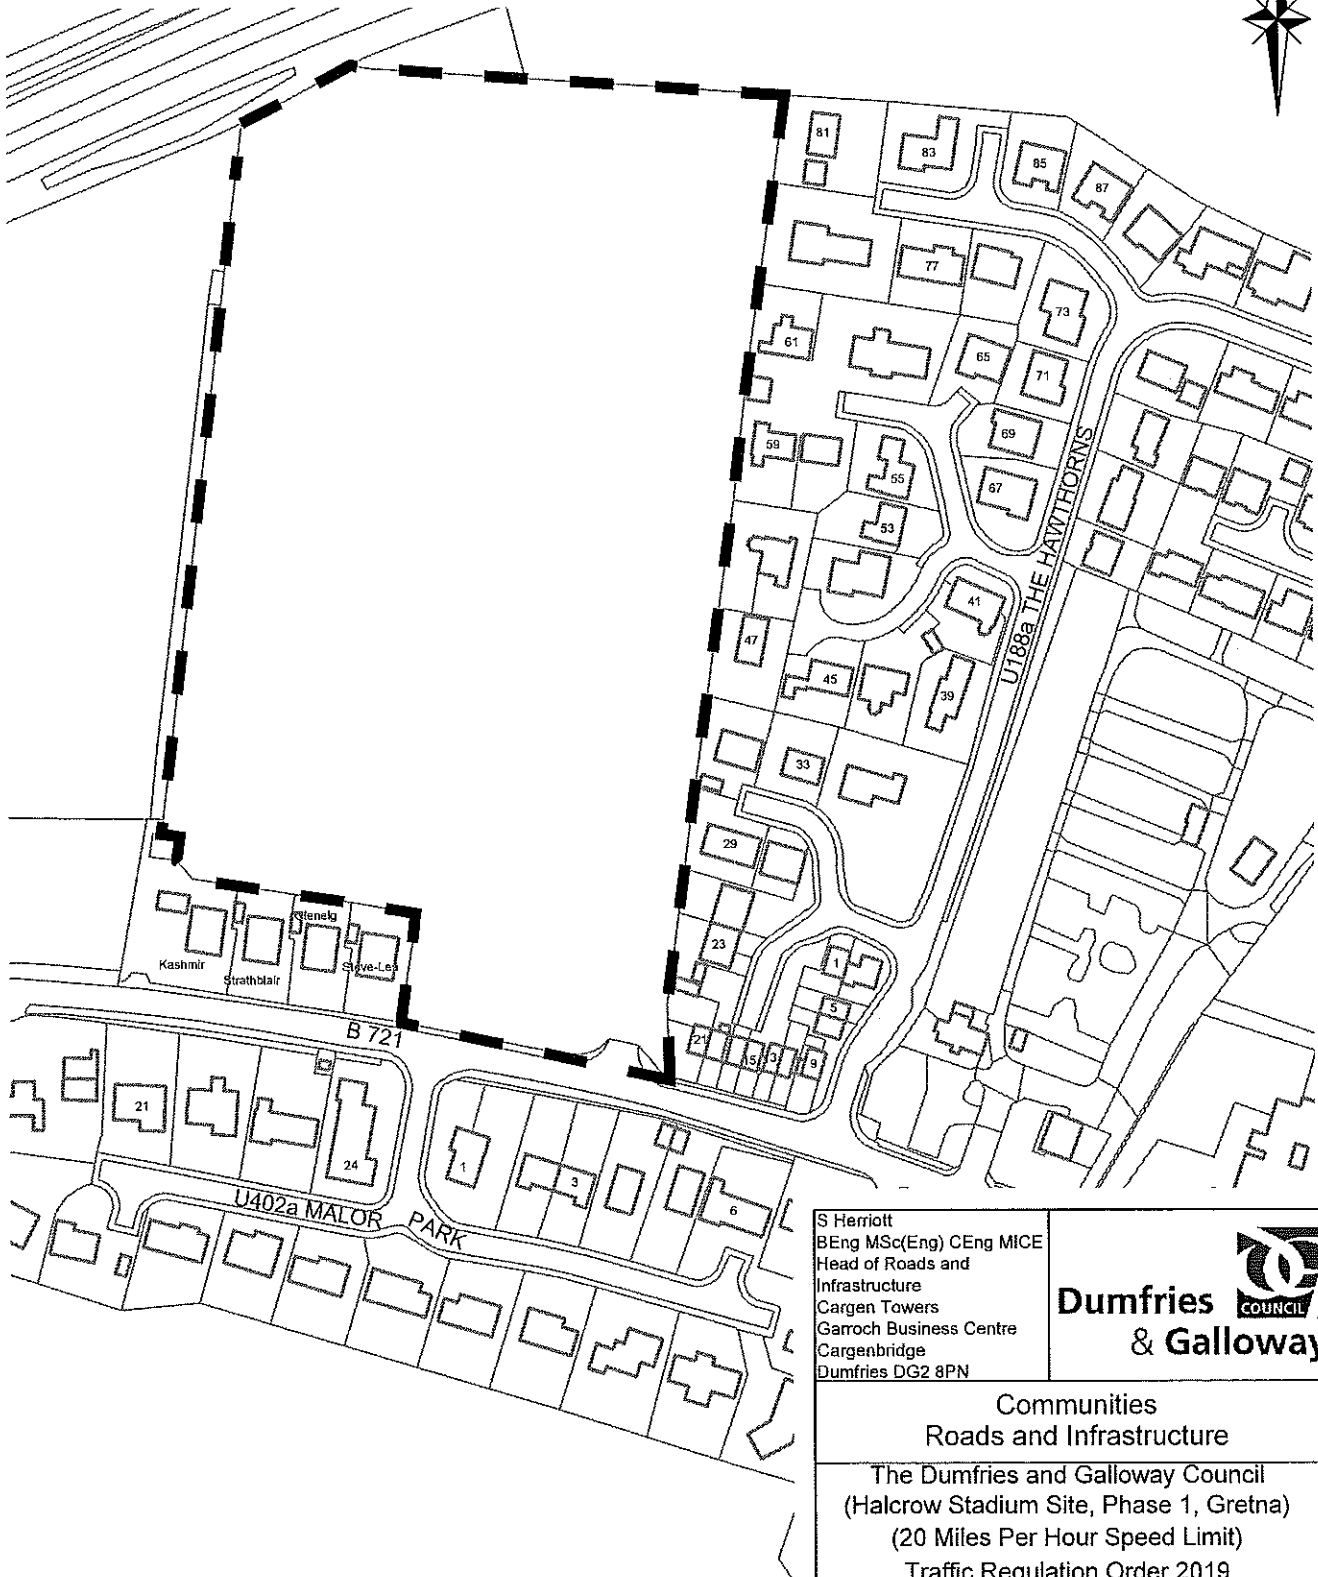 81
83
85
87
77
73
61
65
71
59
69
55
67
53
41
47
45
39
33
29
23
1
5
21
5
3
9
U188a THE HAWTHORNS
Kashmir
Strathblair
B 721
21
24
1
3
6
U402a MALOR PARK
S Herriott
BEng MSc(Eng) CEng MICE
Head of Roads and
Infrastructure
Cargen Towers
Garroch Business Centre
Cargenbridge
Dumfries DG2 8PN
Dumfries
COUNCIL
& Galloway
Communities
Roads and Infrastructure
The Dumfries and Galloway Council
(Halcrow Stadium Site, Phase 1, Gretna)
(20 Miles Per Hour Speed Limit)
Traffic Regulation Order 2019